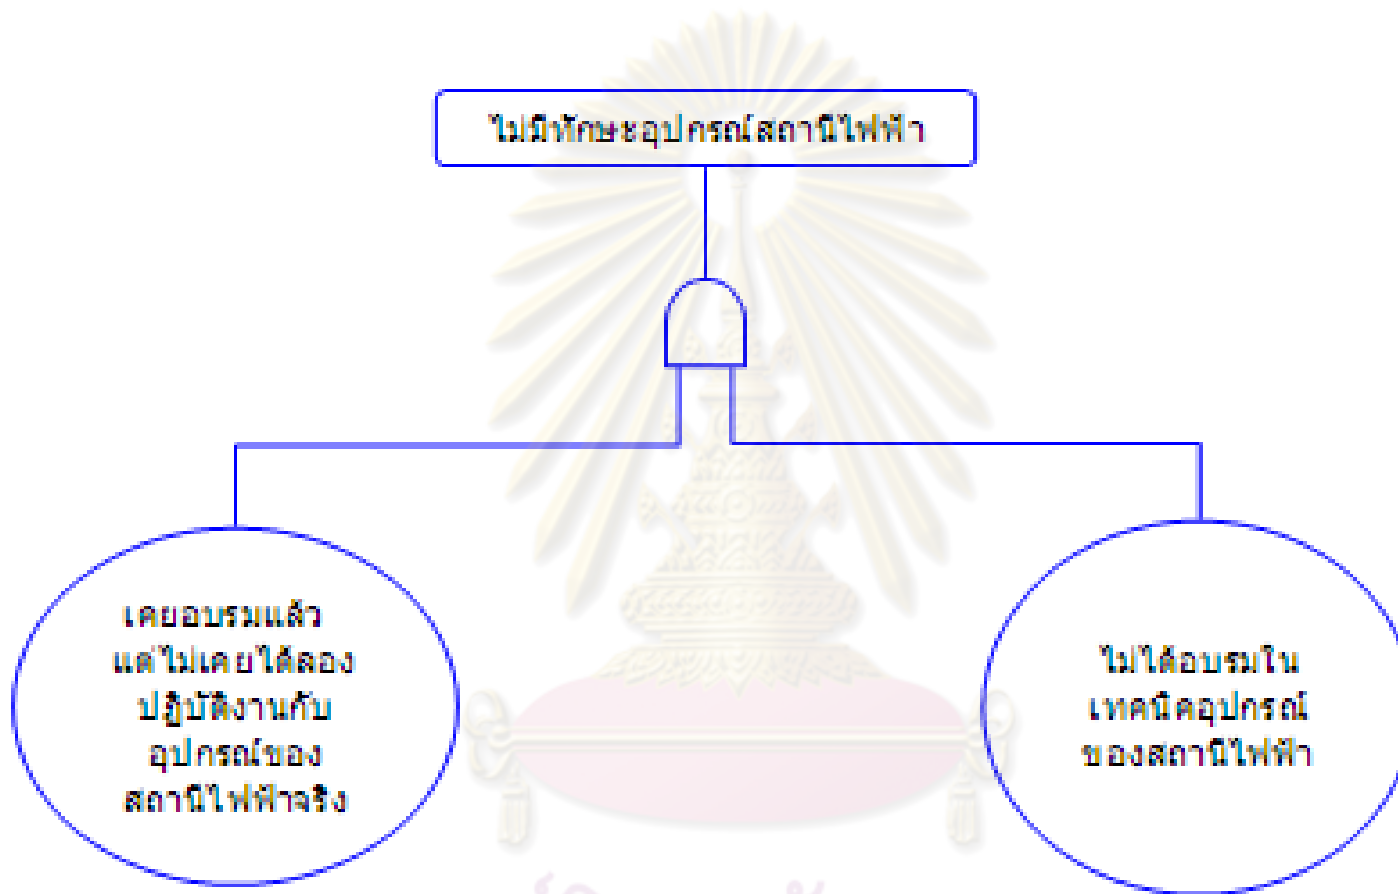 ไม่มีทักษะอุปกรณ์สถานีไฟฟ้า
เคยอบรมแล้ว
แต่ไม่เคยได้ลอง
ปฏิบัติงานกับ
อุปกรณ์ของ
สถานีไฟฟ้าจริง
ไม่ได้อบรมใน
เทคนิคอุปกรณ์
ของสถานีไฟฟ้า